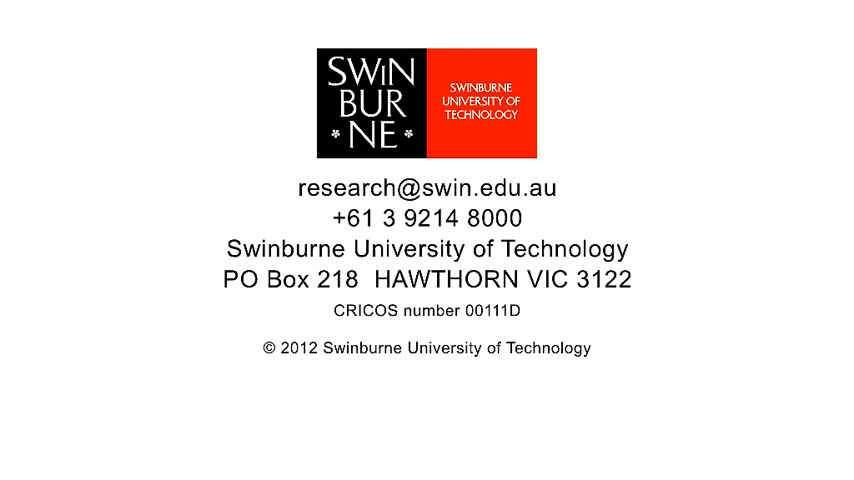 SWIN
BUR
NE
SWINBURNE
UNIVERSITY OF
TECHNOLOGY
research@swin.edu.au
+61 3 9214 8000
Swinburne University of Technology
PO Box 218  HAWTHORN VIC 3122
CRICOS number 00111D
© 2012 Swinburne University of Technology